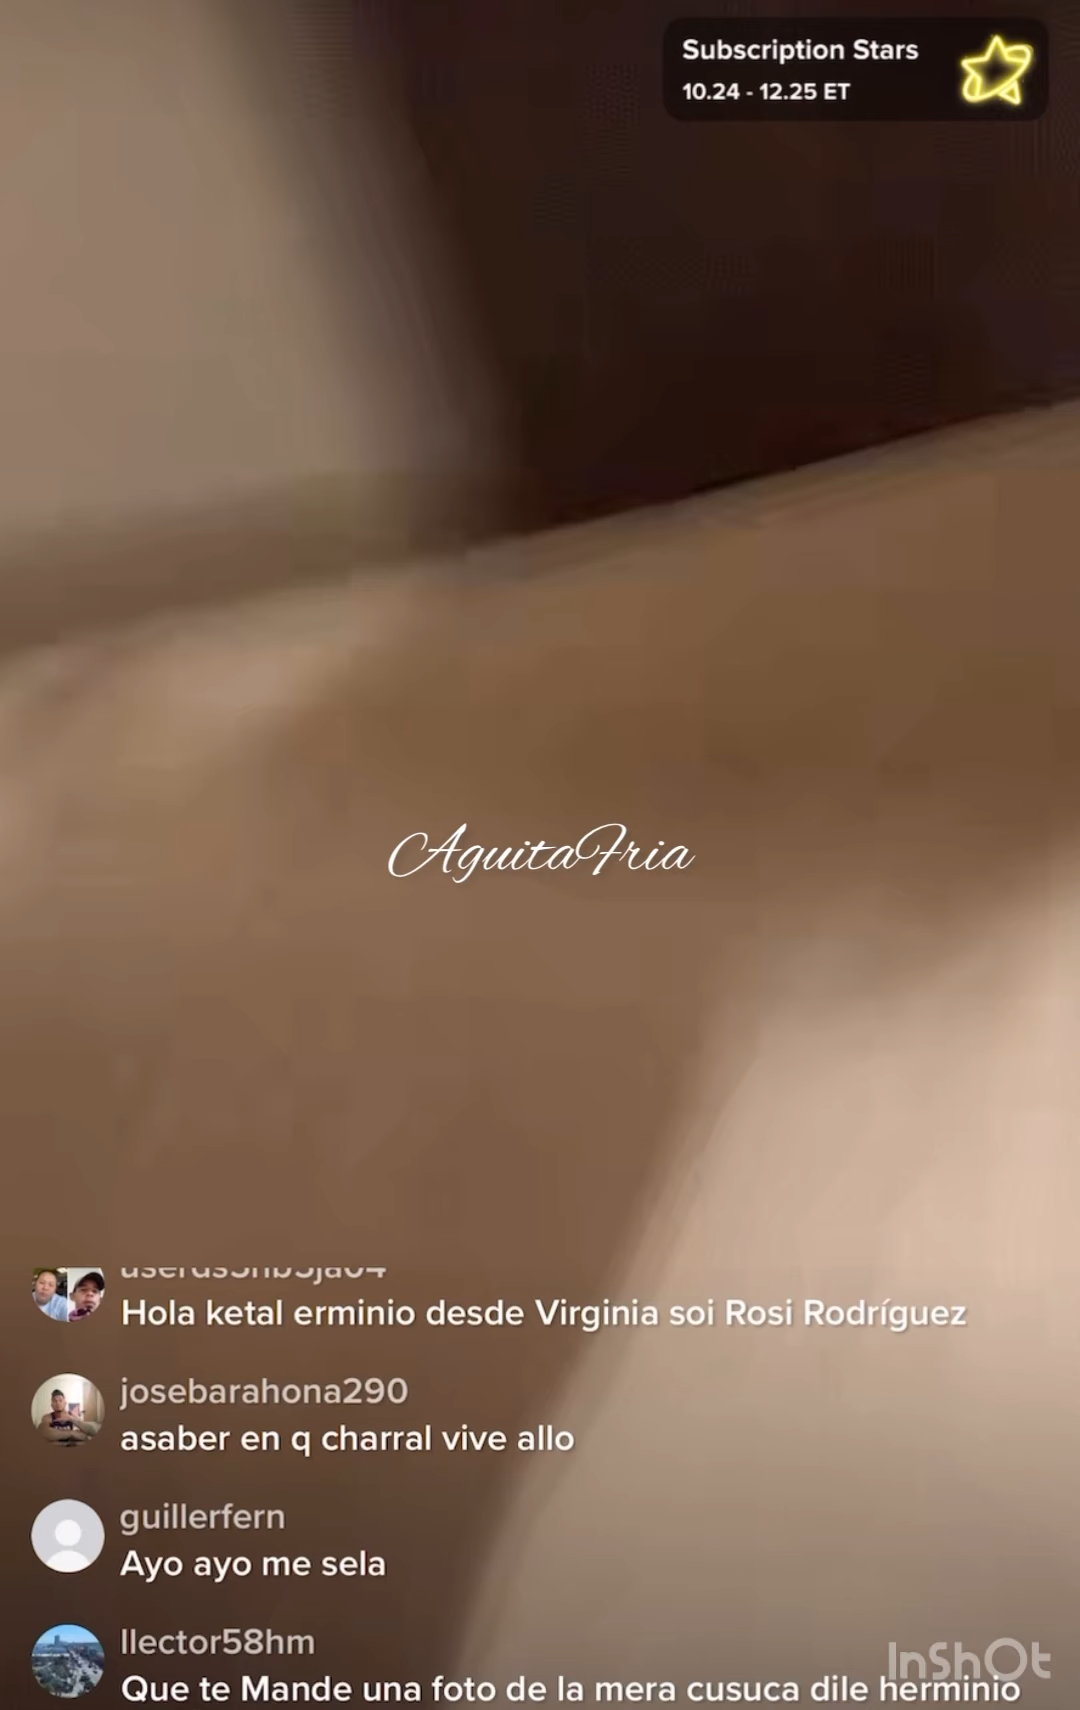 Subscription Stars
10.24 - 12.25 ET
AguitaFria
Hola ketal erminio desde Virginia soi Rosi Rodríguez
josebarahona290
asaber en q charral vive allo
guillerfern
Ayo ayo me sela
llector58hm
Que te Mande una foto de la mera cusuca dile herminio
InShOt